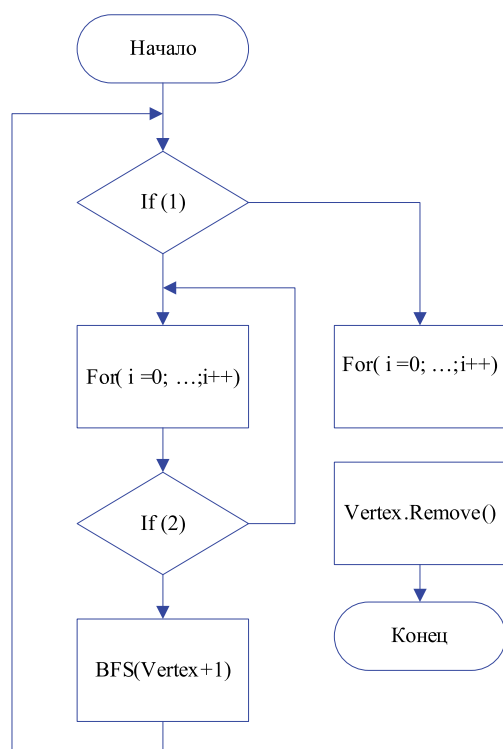 Начало
If (1)
For( i =0; …;i++)
For( i =0; …;i++)
If (2)
Vertex.Remove()
BFS(Vertex+1)
Конец